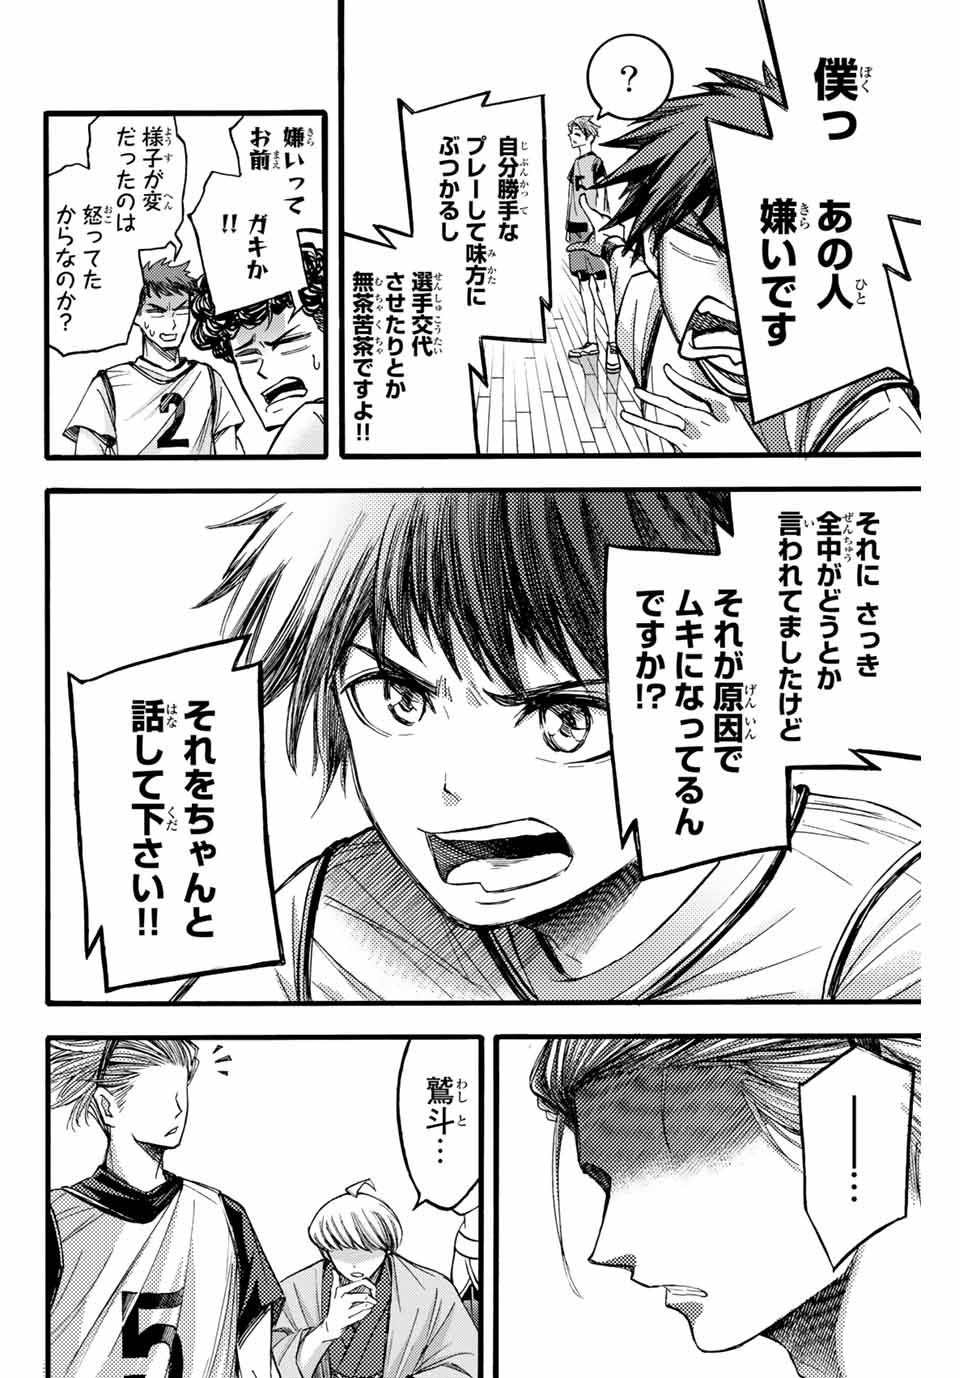 僕っ
あの人
嫌いです
?
自分勝手な
プレーして味方に
ぶつかるし
選手交代
させたりとか
無茶苦茶ですよ!!
嫌いって
お前
ガキか
!!
様子が変
だったのは
怒ってた
からなのか?
2
それに さっき
全中がどうとか
言われてましたけど
それが原因で
ムキになってるん
ですか!?
それをちゃんと
話して下さい!!
――…
鷲斗…
5